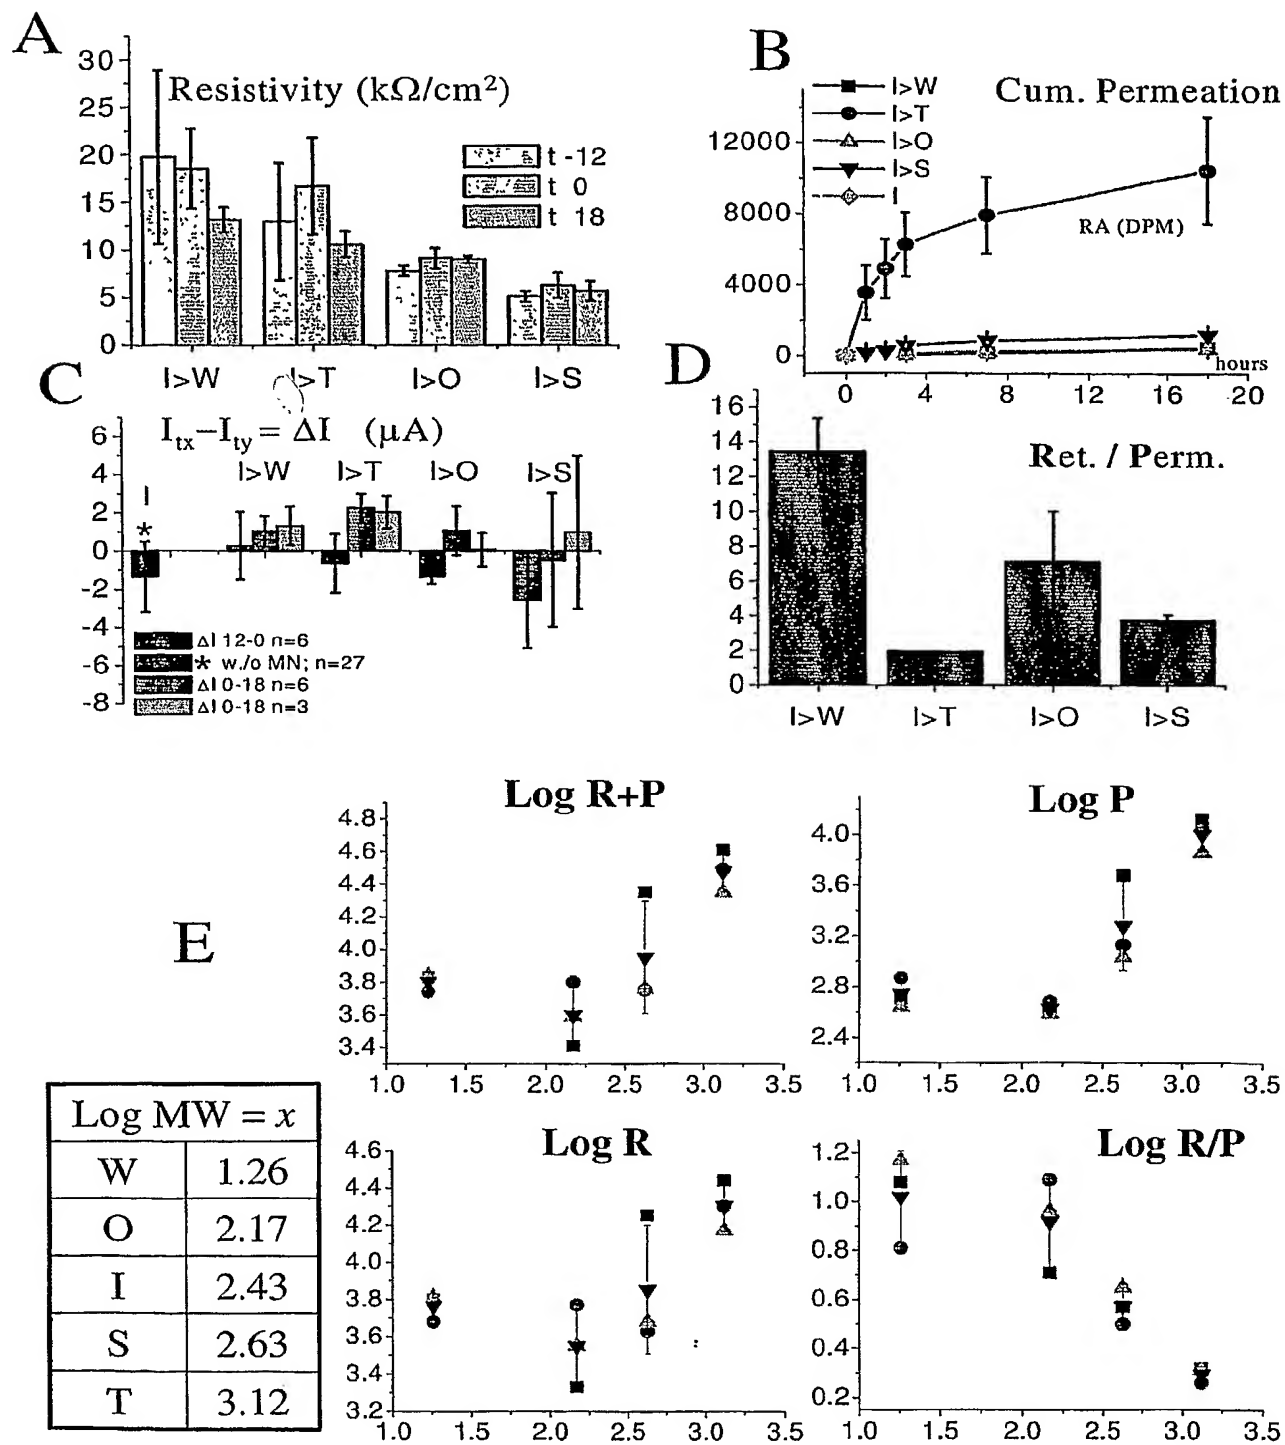 A
Resistivity (kΩ/cm²)
30
25
20
15
10
5
0
t -12
t 0
t 18
I>W I>T I>O I>S
B
I>W
I>T
I>O
I>S
I
Cum. Permeation
12000
8000
4000
0
RA (DPM)
hours
0 4 8 12 16 20
C
Itx–Ity = ΔI (μA)
6
4
2
0
-2
-4
-6
-8
I
*
I>W I>T I>O I>S
ΔI 12-0 n=6
* w./o MN; n=27
ΔI 0-18 n=6
ΔI 0-18 n=3
D
Ret. / Perm.
16
14
12
10
8
6
4
2
0
I>W I>T I>O I>S
E
Log R+P
4.8
4.6
4.4
4.2
4.0
3.8
3.6
3.4
1.0 1.5 2.0 2.5 3.0 3.5
Log P
4.0
3.6
3.2
2.8
2.4
1.0 1.5 2.0 2.5 3.0 3.5
Log MW = x
W 1.26
O 2.17
I 2.43
S 2.63
T 3.12
Log R
4.6
4.4
4.2
4.0
3.8
3.6
3.4
3.2
1.0 1.5 2.0 2.5 3.0 3.5
Log R/P
1.2
1.0
0.8
0.6
0.4
0.2
1.0 1.5 2.0 2.5 3.0 3.5